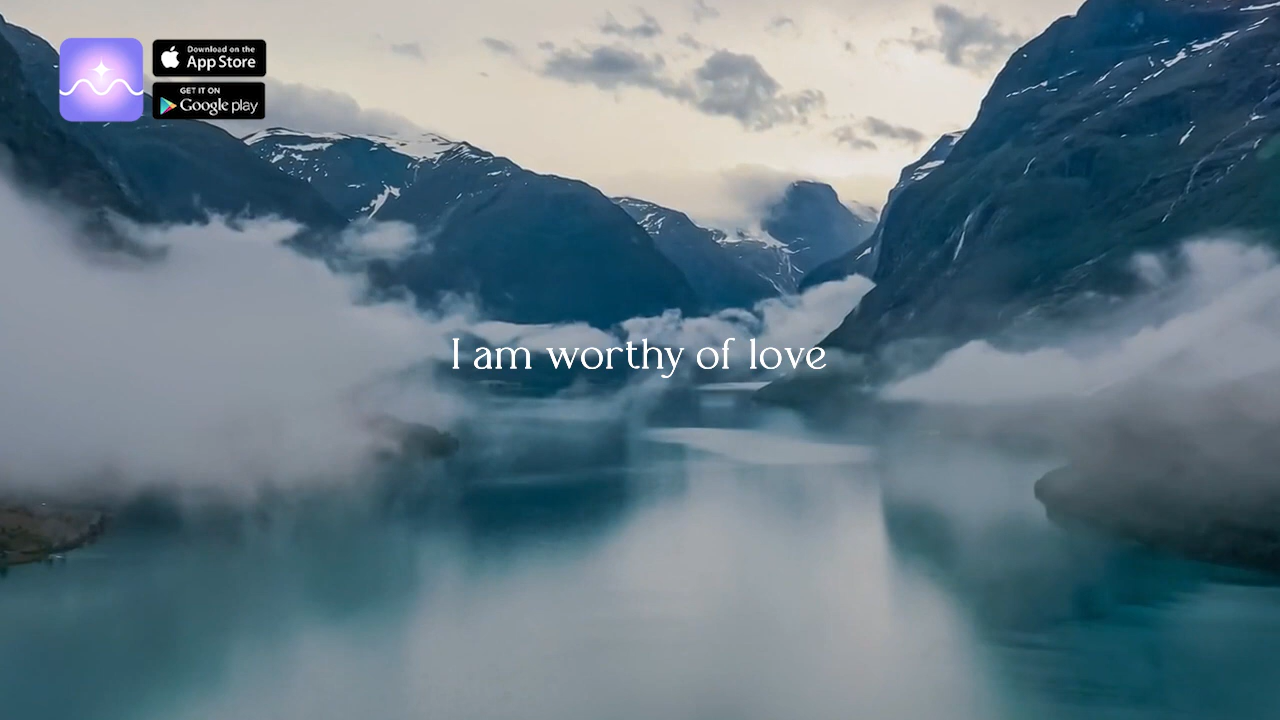 Download on the
App Store
GET IT ON
Google play
I am worthy of love